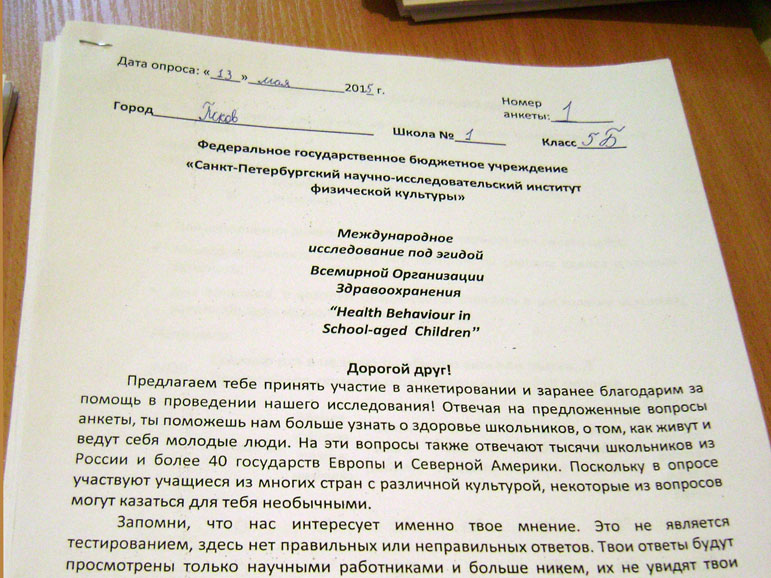 Дата опроса: « 13 » мая 2015 г.
Номер анкеты: 1
Город Псков Школа № 1 Класс 5 Б
Федеральное государственное бюджетное учреждение
«Санкт-Петербургский научно-исследовательский институт
физической культуры»
Международное
исследование под эгидой
Всемирной Организации
Здравоохранения
“Health Behaviour in
School-aged Children”
Дорогой друг!
Предлагаем тебе принять участие в анкетировании и заранее благодарим за
помощь в проведении нашего исследования! Отвечая на предложенные вопросы
анкеты, ты поможешь нам больше узнать о здоровье школьников, о том, как живут и
ведут себя молодые люди. На эти вопросы также отвечают тысячи школьников из
России и более 40 государств Европы и Северной Америки. Поскольку в опросе
участвуют учащиеся из многих стран с различной культурой, некоторые из вопросов
могут казаться для тебя необычными.
Запомни, что нас интересует именно твое мнение. Это не является
тестированием, здесь нет правильных или неправильных ответов. Твои ответы будут
просмотрены только научными работниками и больше никем, их не увидят твои